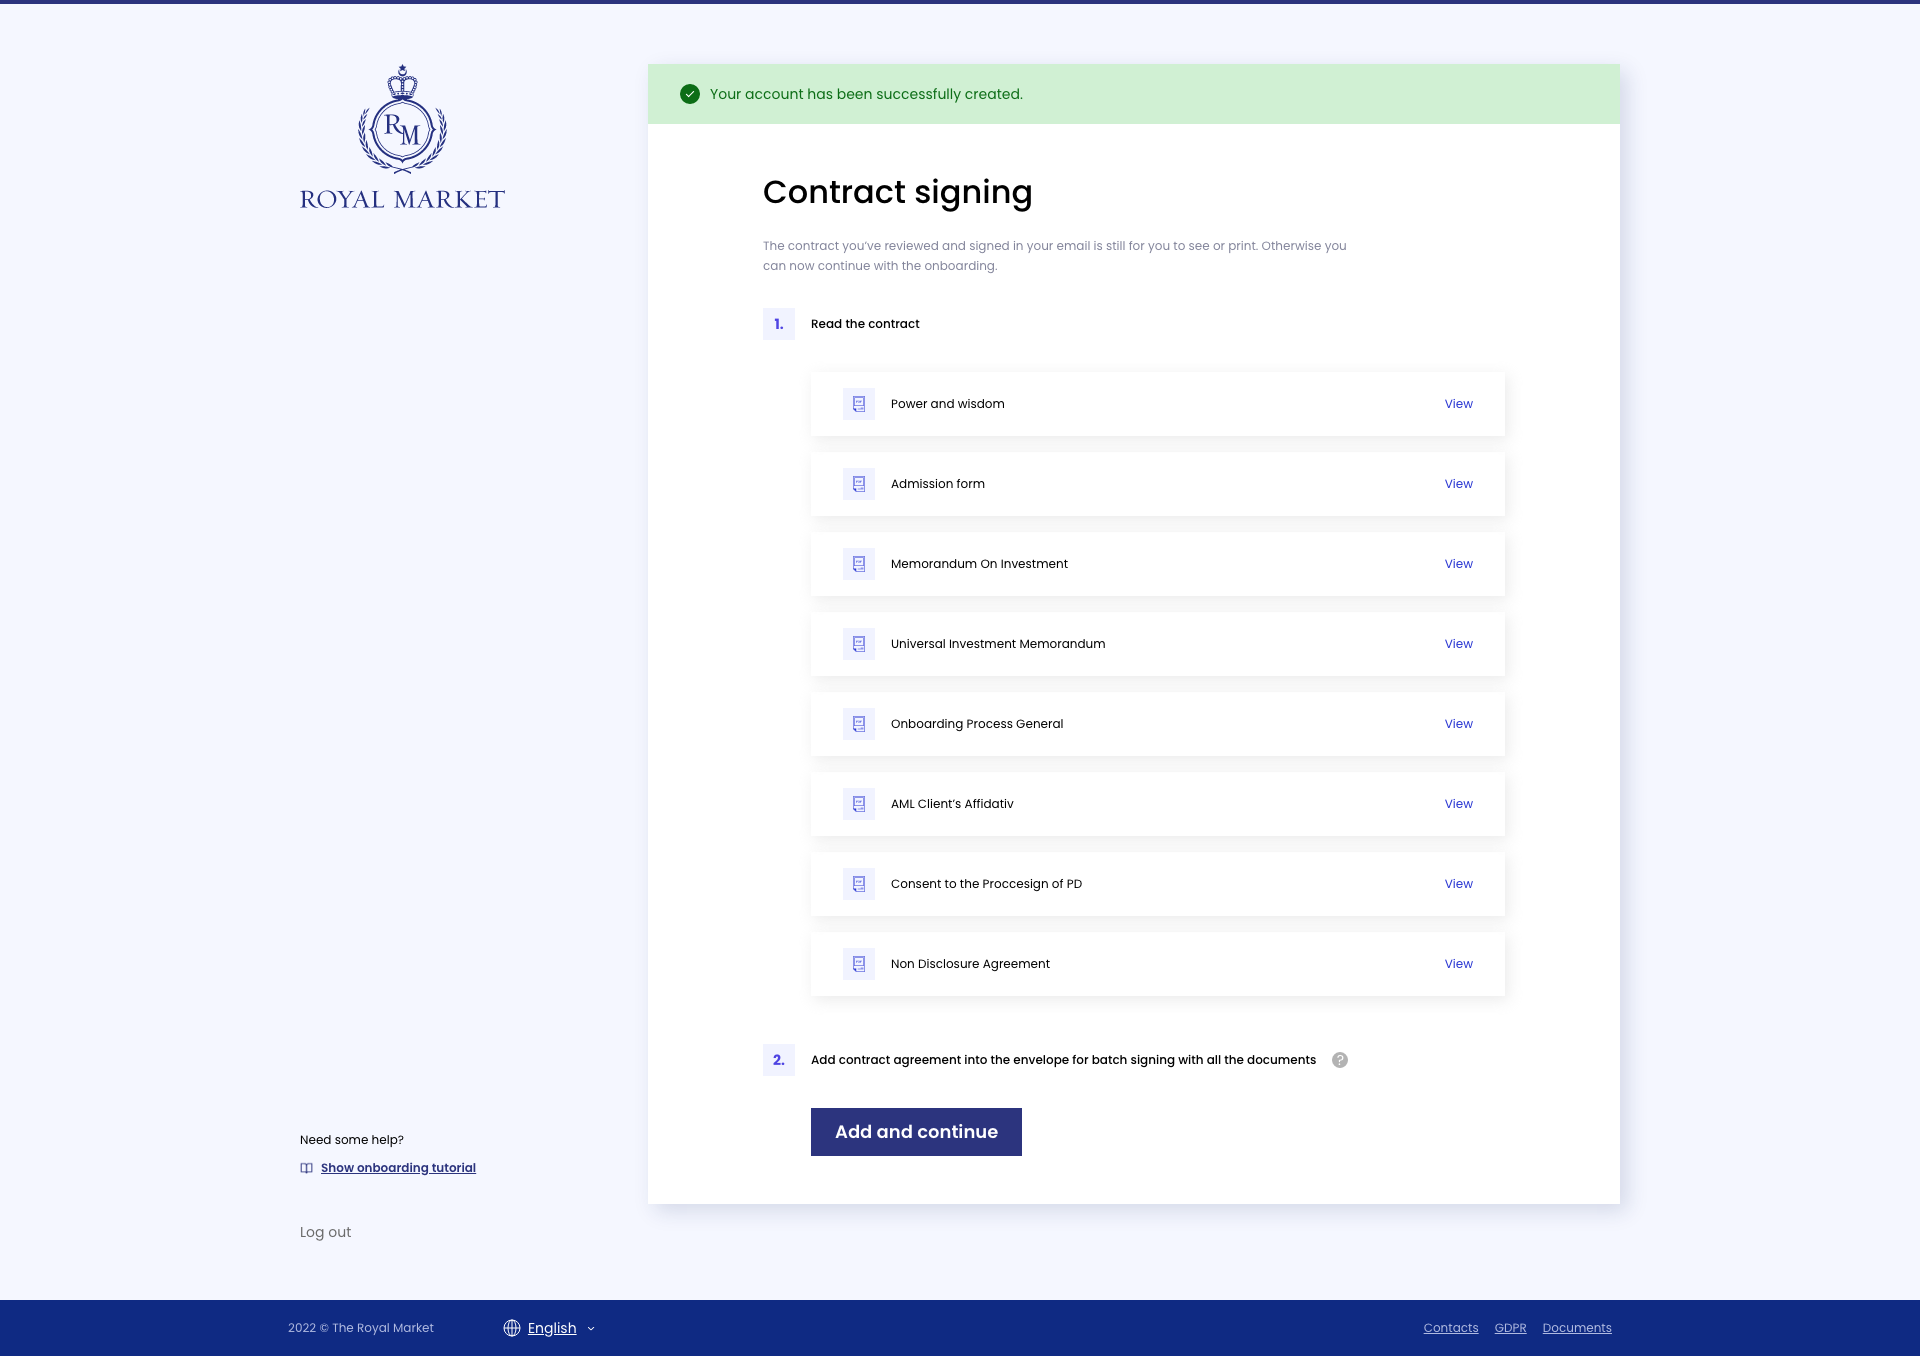 RM
ROYAL MARKET
Your account has been successfully created.
Contract signing
The contract you've reviewed and signed in your email is still for you to see or print. Otherwise you
can now continue with the onboarding.
1. Read the contract
Power and wisdom View
Admission form View
Memorandum On Investment View
Universal Investment Memorandum View
Onboarding Process General View
AML Client's Affidativ View
Consent to the Proccesign of PD View
Non Disclosure Agreement View
2. Add contract agreement into the envelope for batch signing with all the documents ?
Add and continue
Need some help?
Show onboarding tutorial
Log out
2022 © The Royal Market English Contacts GDPR Documents